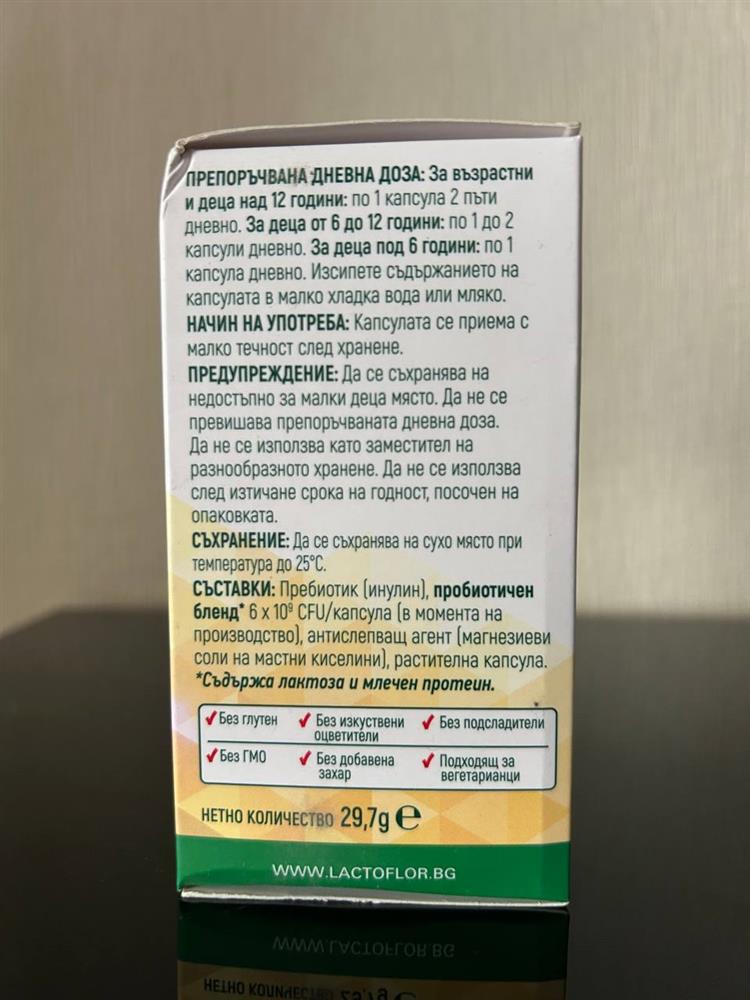 ПРЕПОРЪЧВАНА ДНЕВНА ДОЗА: За възрастни
и деца над 12 години: по 1 капсула 2 пъти
дневно. За деца от 6 до 12 години: по 1 до 2
капсули дневно. За деца под 6 години: по 1
капсула дневно. Изсипете съдържанието на
капсулата в малко хладка вода или мляко.
НАЧИН НА УПОТРЕБА: Капсулата се приема с
малко течност след хранене.
ПРЕДУПРЕЖДЕНИЕ: Да се съхранява на
недостъпно за малки деца място. Да не се
превишава препоръчваната дневна доза.
Да не се използва като заместител на
разнообразното хранене. Да не се използва
след изтичане срока на годност, посочен на
опаковката.
СЪХРАНЕНИЕ: Да се съхранява на сухо място при
температура до 25°C.
СЪСТАВКИ: Пребиотик (инулин), пробиотичен
бленд* 6 x 10⁹ CFU/капсула (в момента на
производство), антислепващ агент (магнезиеви
соли на мастни киселини), растителна капсула.
*Съдържа лактоза и млечен протеин.
Без глутен
Без изкуствени
оцветители
Без подсладители
Без ГМО
Без добавена
захар
Подходящ за
вегетарианци
НЕТНО КОЛИЧЕСТВО 29,7g ℮
WWW.LACTOFLOR.BG